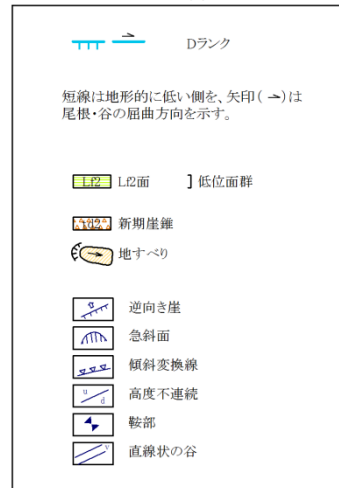 Dランク
短線は地形的に低い側を、矢印(→)は
尾根・谷の屈曲方向を示す。
Lf2 Lf2面 ］低位面群
新期崖錐
地すべり
逆向き崖
急斜面
傾斜変換線
u d 高度不連続
鞍部
v 直線状の谷